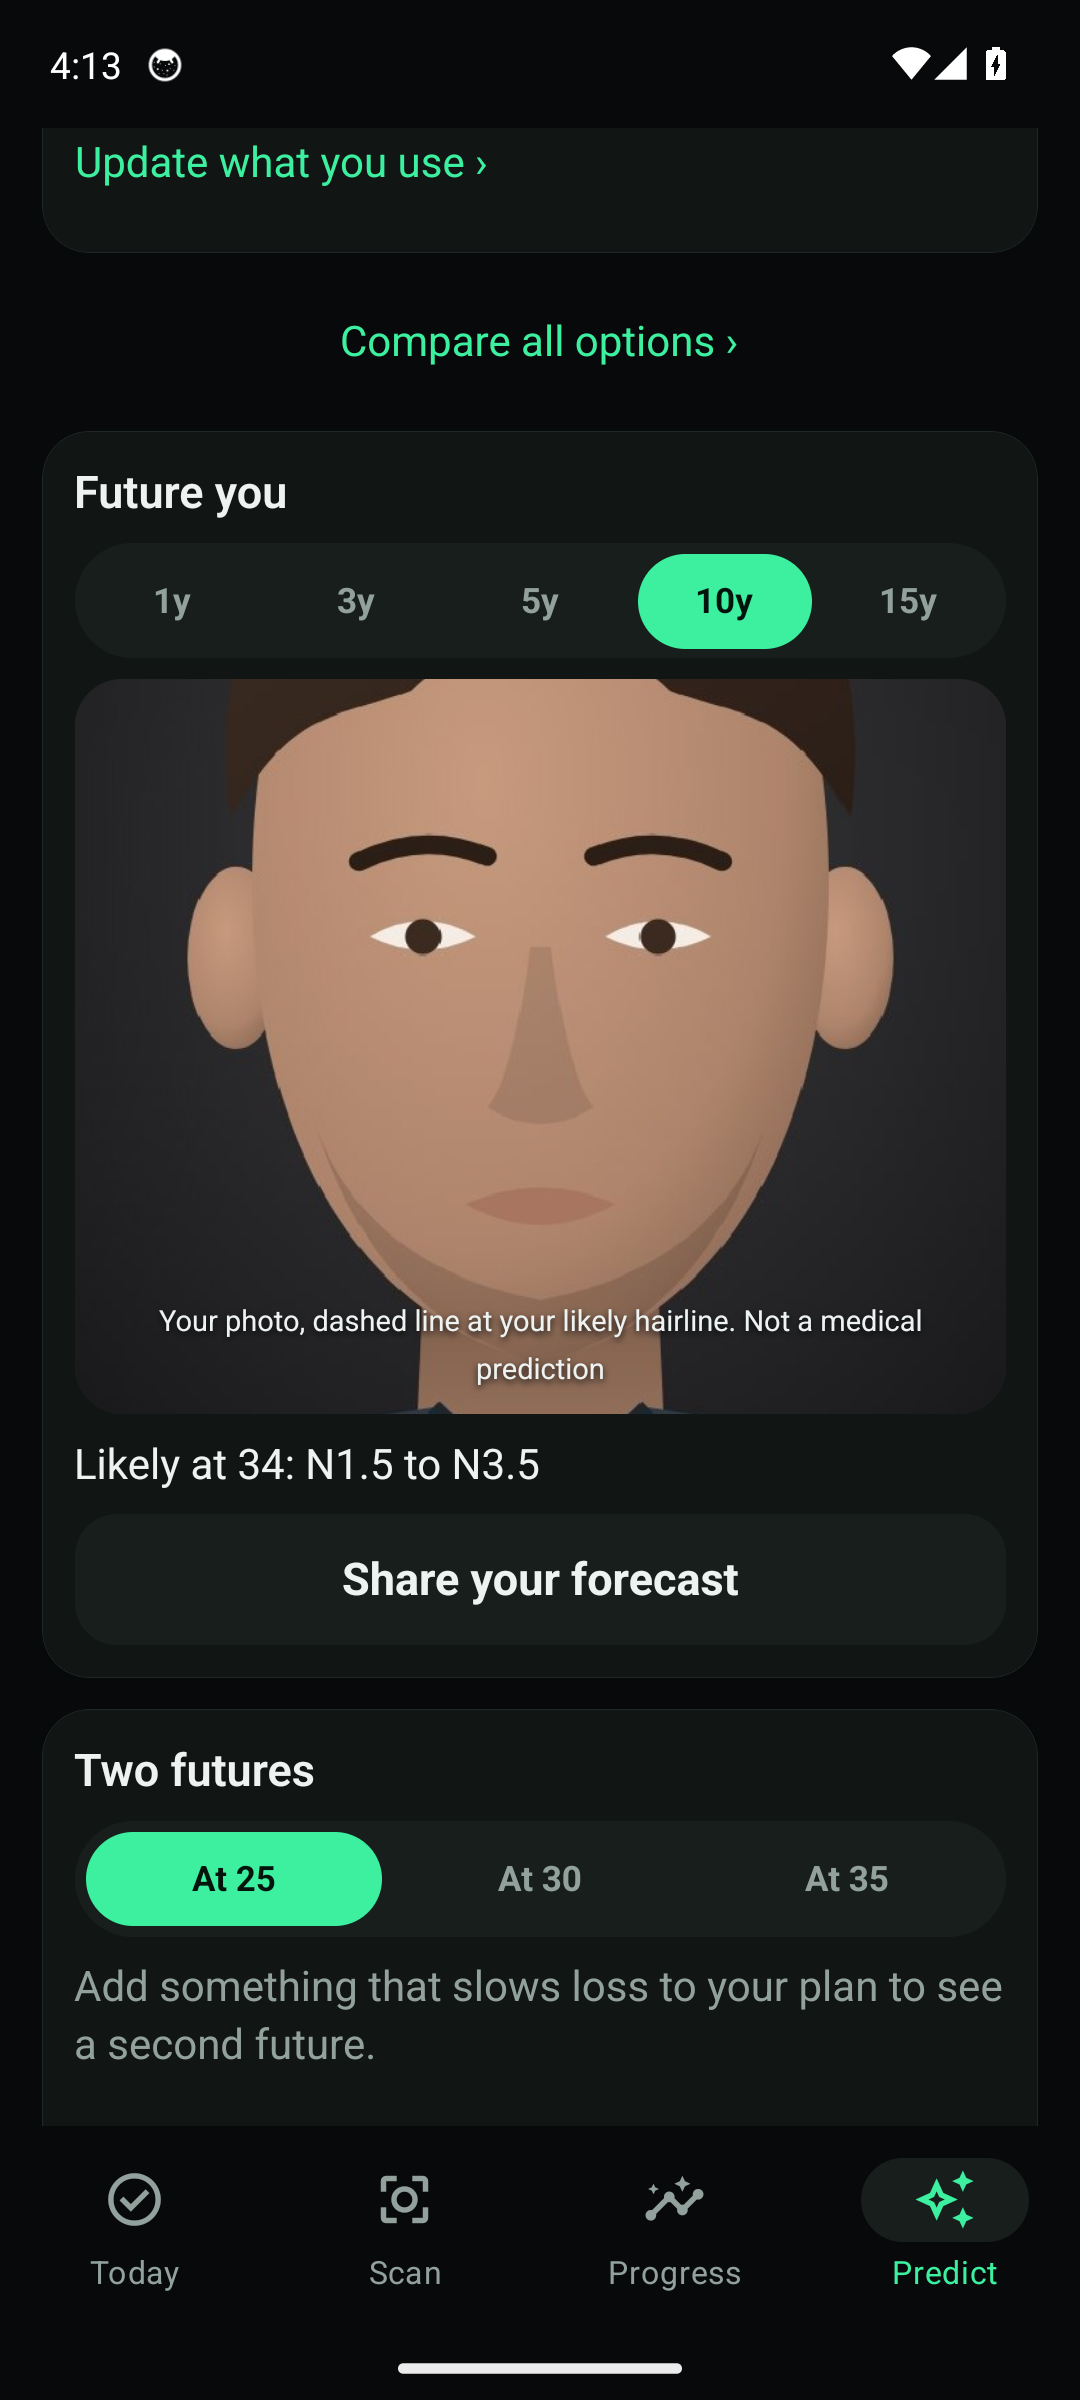 4:13
Update what you use ›
Compare all options ›
Future you
1y 3y 5y 10y 15y
Your photo, dashed line at your likely hairline. Not a medical
prediction
Likely at 34: N1.5 to N3.5
Share your forecast
Two futures
At 25 At 30 At 35
Add something that slows loss to your plan to see
a second future.
Today Scan Progress Predict